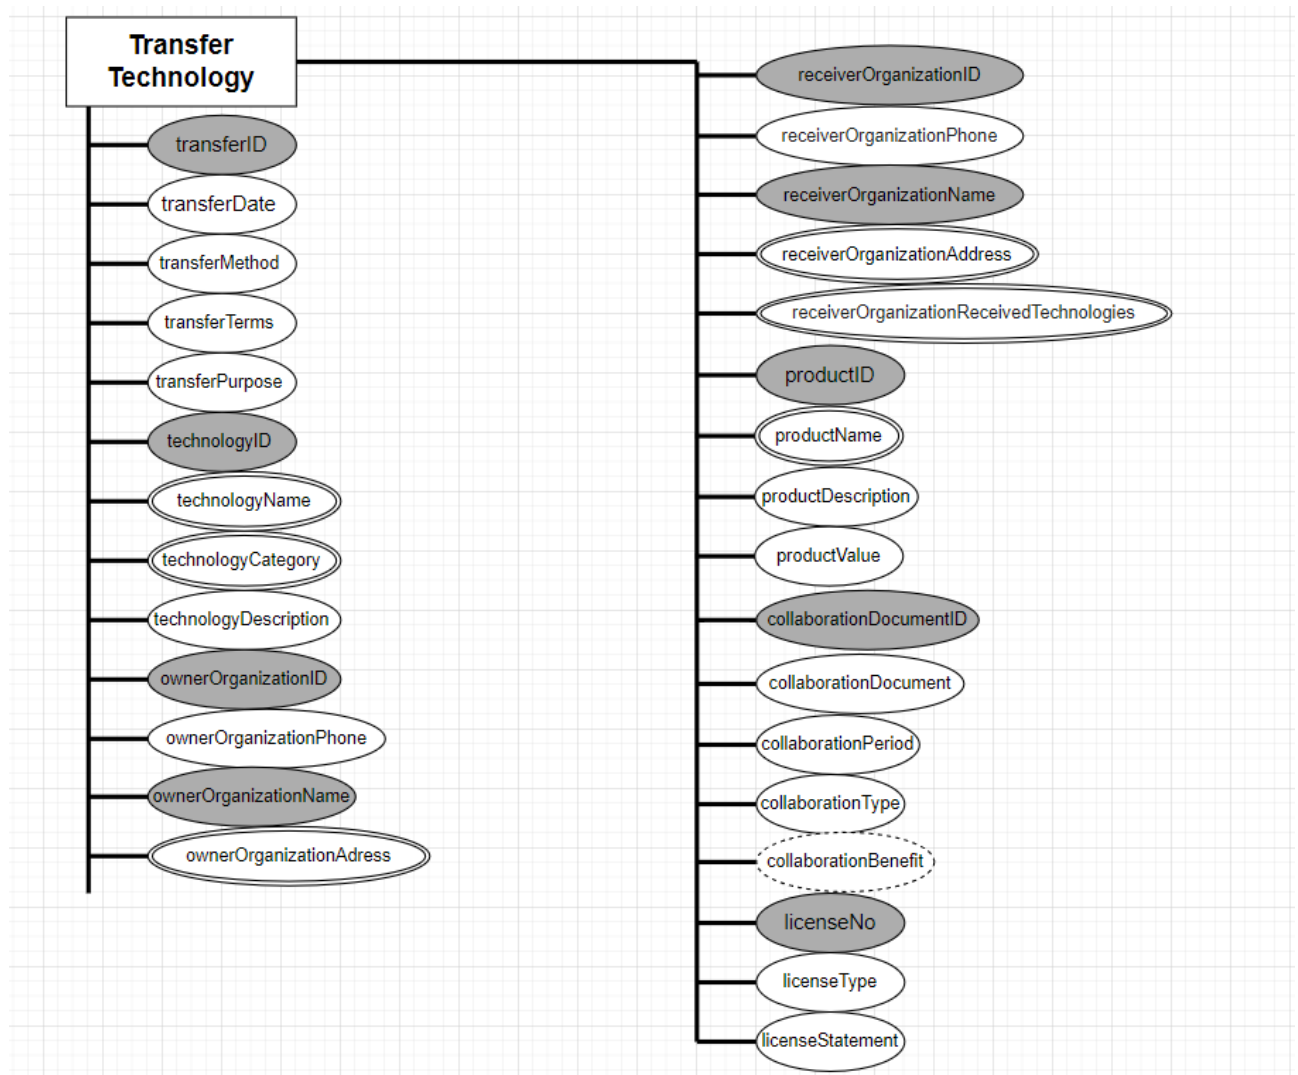 Transfer
Technology
transferID
transferDate
transferMethod
transferTerms
transferPurpose
technologyID
technologyName
technologyCategory
technologyDescription
ownerOrganizationID
ownerOrganizationPhone
ownerOrganizationName
ownerOrganizationAdress
receiverOrganizationID
receiverOrganizationPhone
receiverOrganizationName
receiverOrganizationAddress
receiverOrganizationReceivedTechnologies
productID
productName
productDescription
productValue
collaborationDocumentID
collaborationDocument
collaborationPeriod
collaborationType
collaborationBenefit
licenseNo
licenseType
licenseStatement